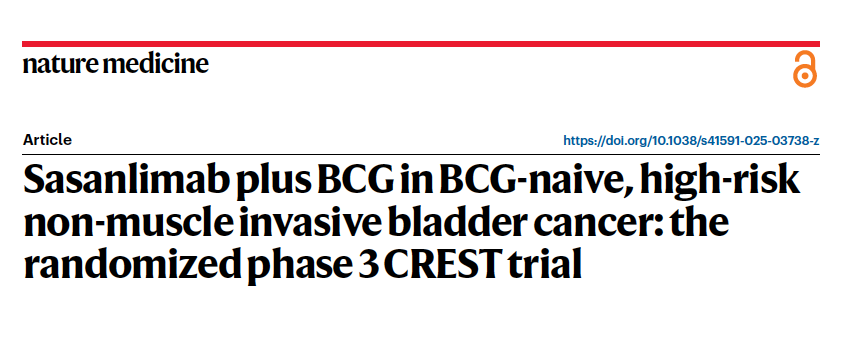 nature medicine
Article
https://doi.org/10.1038/s41591-025-03738-z
Sasanlimab plus BCG in BCG-naive, high-risk
non-muscle invasive bladder cancer: the
randomized phase 3 CREST trial